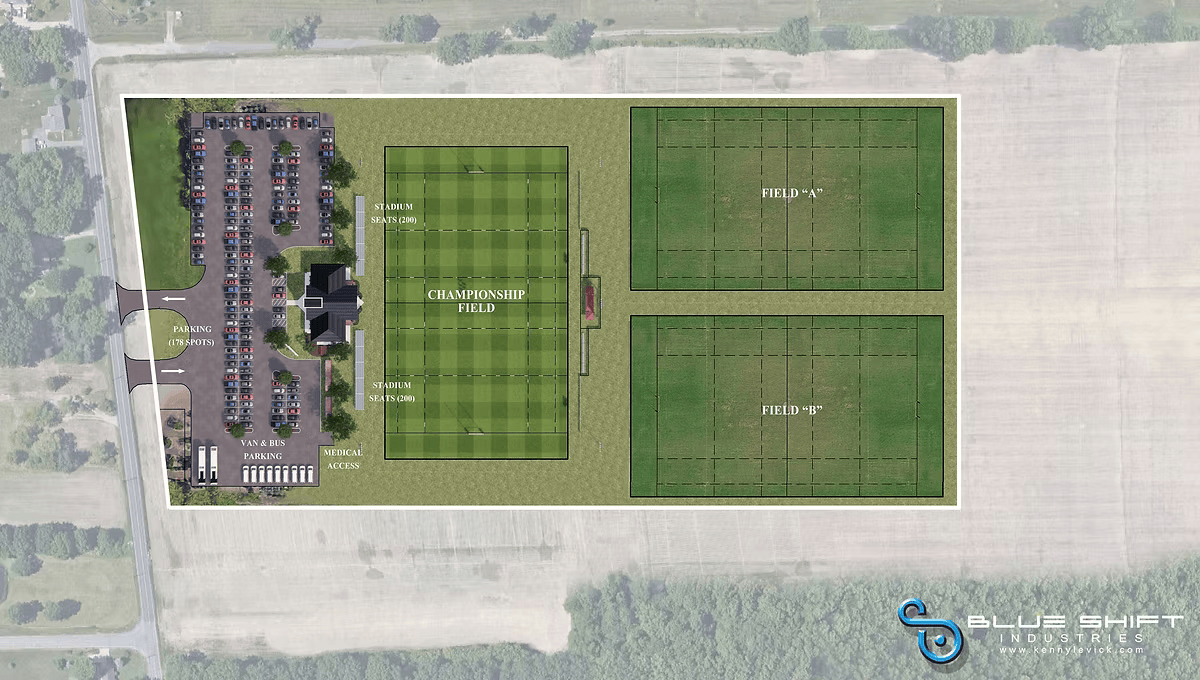 STADIUM
SEATS (200)
FIELD “A”
CHAMPIONSHIP
FIELD
PARKING
(178 SPOTS)
STADIUM
SEATS (200)
FIELD “B”
VAN & BUS
PARKING
MEDICAL
ACCESS
BLUE SHIFT
INDUSTRIES
www.kennylevick.com